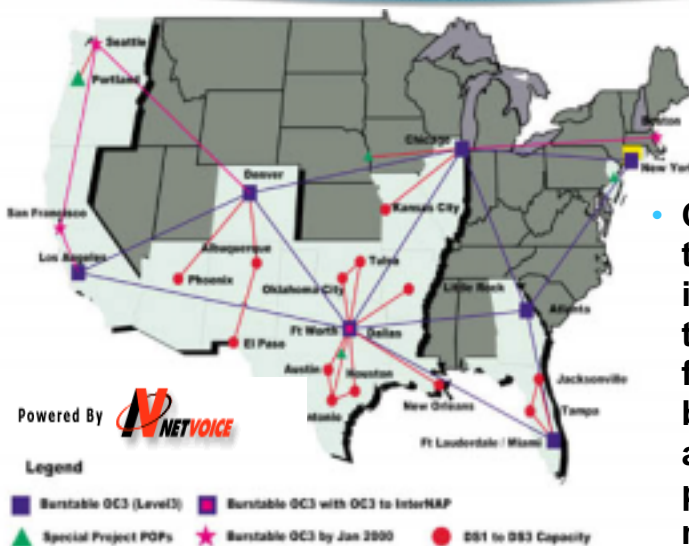 Seattle
Portland
Boston
Chicago
New York
Denver
Kansas City
San Francisco
Los Angeles
Albuquerque
Phoenix
Tulsa
Oklahoma City
Little Rock
Atlanta
Ft Worth
Dallas
El Paso
Austin
Houston
ntonio
New Orleans
Jacksonville
Tampa
Ft Lauderdale / Miami
Powered By NETVOICE
Legend
Burstable OC3 (Level3)
Burstable OC3 with OC3 to InterNAP
Special Project POPs
Burstable OC3 by Jan 2000
DS1 to DS3 Capacity